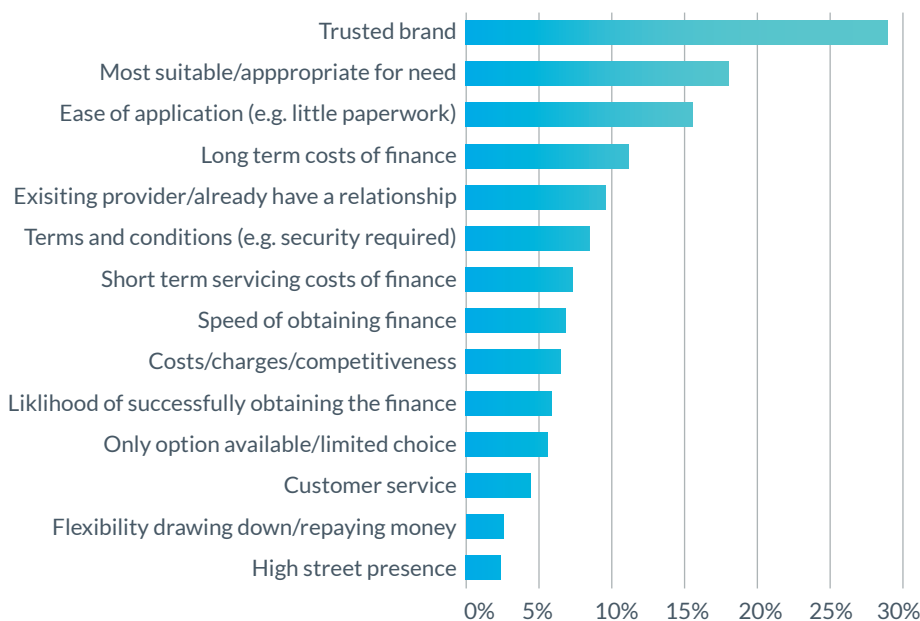 Trusted brand
Most suitable/apppropriate for need
Ease of application (e.g. little paperwork)
Long term costs of finance
Exisiting provider/already have a relationship
Terms and conditions (e.g. security required)
Short term servicing costs of finance
Speed of obtaining finance
Costs/charges/competitiveness
Liklihood of successfully obtaining the finance
Only option available/limited choice
Customer service
Flexibility drawing down/repaying money
High street presence
0% 5% 10% 15% 20% 25% 30%